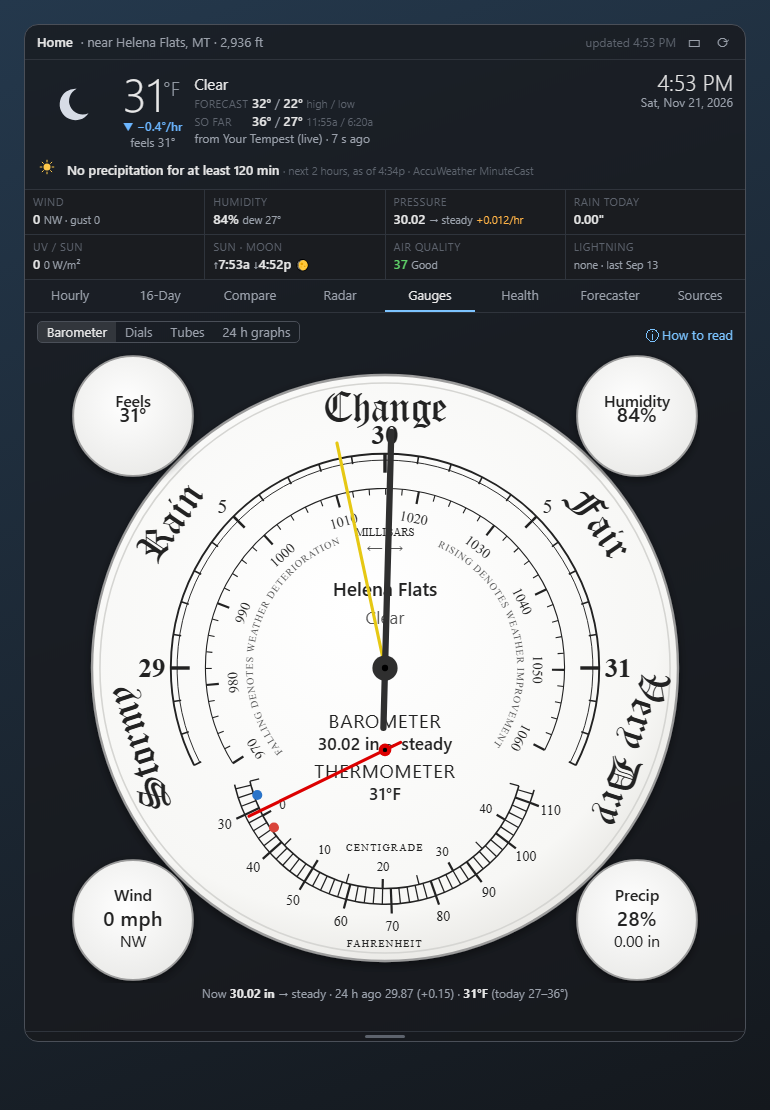 Home · near Helena Flats, MT · 2,936 ft
updated 4:53 PM
31°F
▼ −0.4°/hr
feels 31°
Clear
FORECAST 32° / 22° high / low
SO FAR 36° / 27° 11:55a / 6:20a
from Your Tempest (live) · 7 s ago
4:53 PM
Sat, Nov 21, 2026
No precipitation for at least 120 min · next 2 hours, as of 4:34p · AccuWeather MinuteCast
WIND
0 NW · gust 0
HUMIDITY
84% dew 27°
PRESSURE
30.02 → steady +0.012/hr
RAIN TODAY
0.00"
UV / SUN
0 0 W/m²
SUN · MOON
↑7:53a ↓4:52p
AIR QUALITY
37 Good
LIGHTNING
none · last Sep 13
Hourly 16-Day Compare Radar Gauges Health Forecaster Sources
Barometer Dials Tubes 24 h graphs
ⓘ How to read
Feels
31°
Humidity
84%
Change
30
Rain
5
5
Fair
1010
1020
MILLIBARS
←— —→
1000
1030
FALLING DENOTES WEATHER DETERIORATION
RISING DENOTES WEATHER IMPROVEMENT
Helena Flats
Clear
990
1040
29
980
1050
31
Stormy
Very Dry
970
1060
BAROMETER
30.02 in steady
THERMOMETER
31°F
0
30
40
110
40
10
CENTIGRADE
30
100
20
50
90
60
70
80
FAHRENHEIT
Wind
0 mph
NW
Precip
28%
0.00 in
Now 30.02 in → steady · 24 h ago 29.87 (+0.15) · 31°F (today 27–36°)